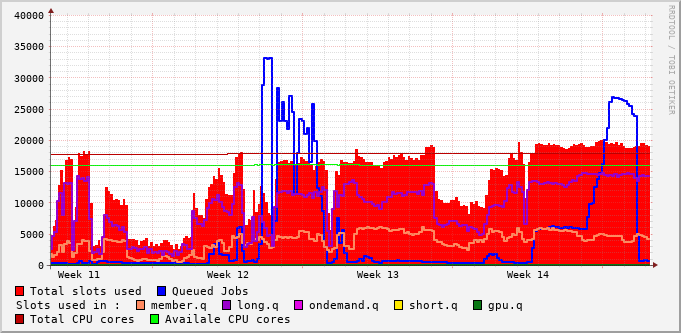 40000
35000
30000
25000
20000
15000
10000
5000
0
Week 11 Week 12 Week 13 Week 14
Total slots used Queued Jobs
Slots used in : member.q long.q ondemand.q short.q gpu.q
Total CPU cores Availale CPU cores
RRDTOOL / TOBI OETIKER